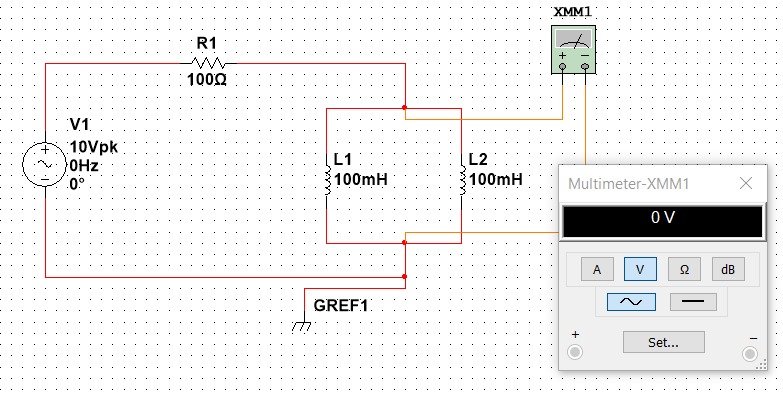 XMM1
R1
100Ω
V1
10Vpk
0Hz
0°
L1
100mH
L2
100mH
GREF1
Multimeter-XMM1
0 V
A V Ω dB
+ Set... −